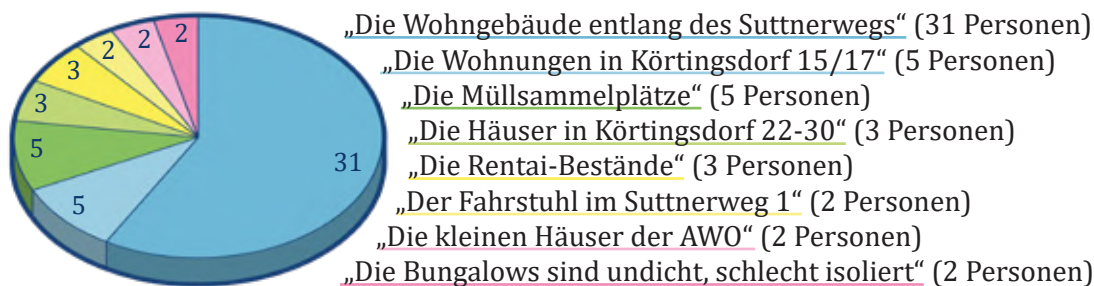 „Die Wohngebäude entlang des Suttnerwegs“ (31 Personen)
„Die Wohnungen in Körtingsdorf 15/17“ (5 Personen)
„Die Müllsammelplätze“ (5 Personen)
„Die Häuser in Körtingsdorf 22-30“ (3 Personen)
„Die Rentai-Bestände“ (3 Personen)
„Der Fahrstuhl im Suttnerweg 1“ (2 Personen)
„Die kleinen Häuser der AWO“ (2 Personen)
„Die Bungalows sind undicht, schlecht isoliert“ (2 Personen)
31
5
5
3
3
2
2
2